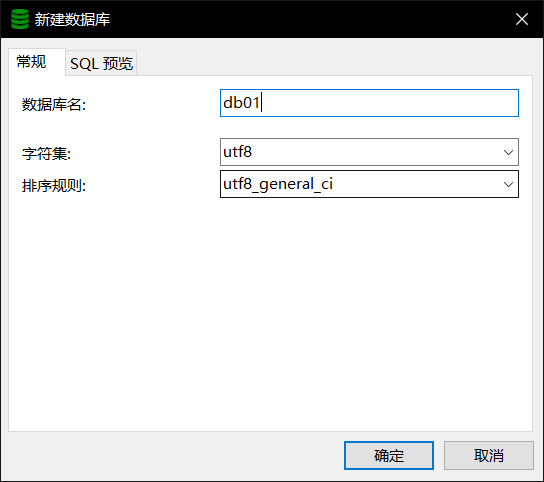 新建数据库
常规 SQL 预览
数据库名: db01
字符集: utf8
排序规则: utf8_general_ci
确定 取消